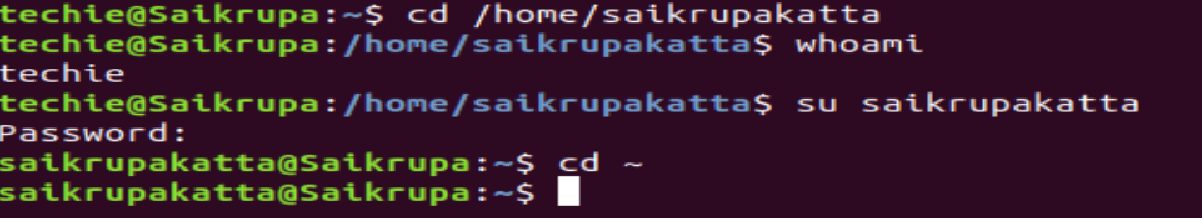 techie@Saikrupa:~$ cd /home/saikrupakatta
techie@Saikrupa:/home/saikrupakatta$ whoami
techie
techie@Saikrupa:/home/saikrupakatta$ su saikrupakatta
Password:
saikrupakatta@Saikrupa:~$ cd ~
saikrupakatta@Saikrupa:~$